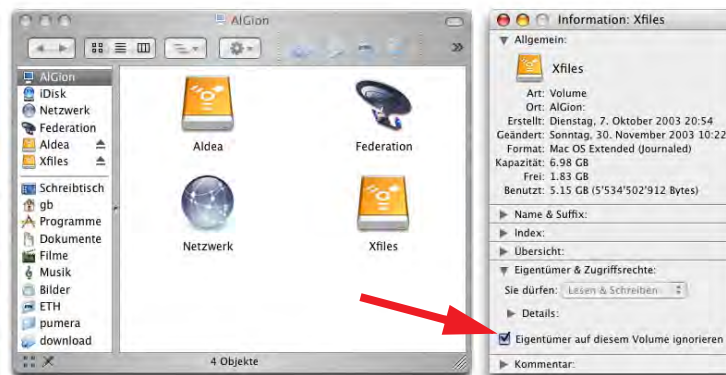 AlGion
AlGion
iDisk
Netzwerk
Federation
Aldea
Xfiles
Schreibtisch
gb
Programme
Dokumente
Filme
Musik
Bilder
ETH
pumera
download
Aldea
Federation
Netzwerk
Xfiles
4 Objekte
Information: Xfiles
Allgemein:
Xfiles
Art: Volume
Ort: AlGion:
Erstellt: Dienstag, 7. Oktober 2003 20:54
Geändert: Sonntag, 30. November 2003 10:22
Format: Mac OS Extended (Journaled)
Kapazität: 6.98 GB
Frei: 1.83 GB
Benutzt: 5.15 GB (5'534'502'912 Bytes)
Name & Suffix:
Index:
Übersicht:
Eigentümer & Zugriffsrechte:
Sie dürfen: Lesen & Schreiben
Details:
Eigentümer auf diesem Volume ignorieren
Kommentar: